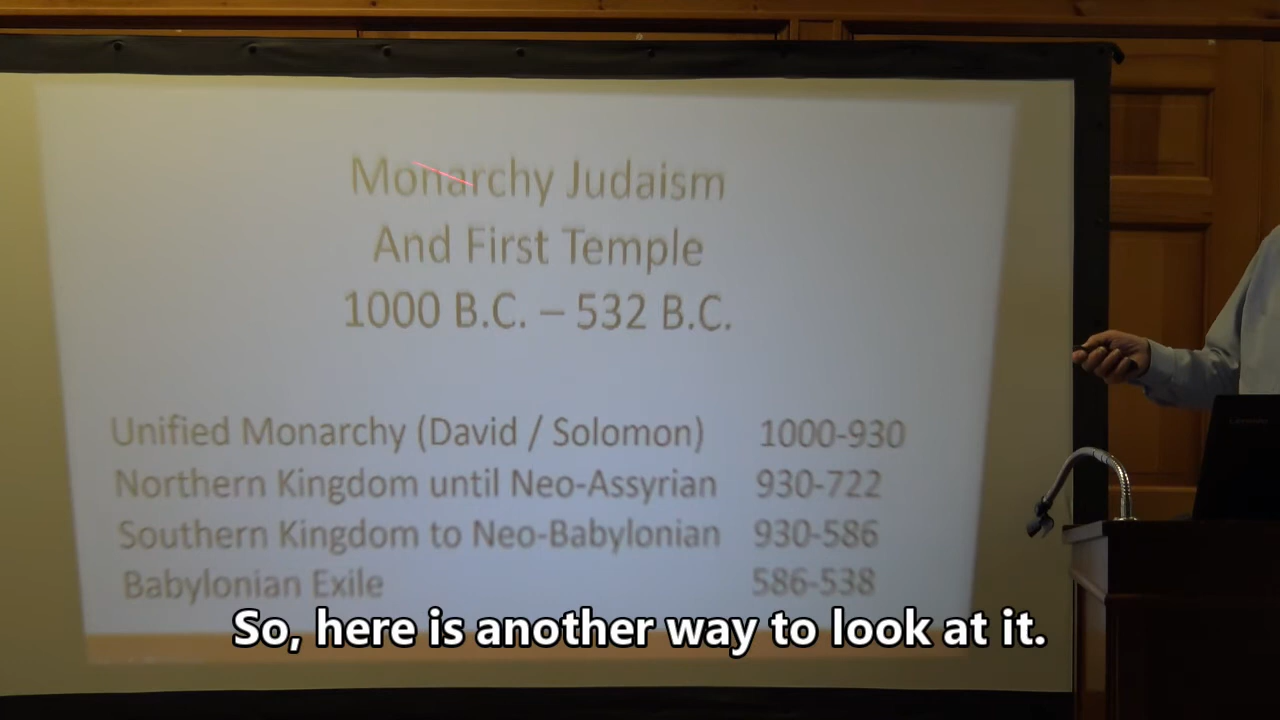 Monarchy Judaism
And First Temple
1000 B.C. – 532 B.C.
Unified Monarchy (David / Solomon) 1000-930
Northern Kingdom until Neo-Assyrian 930-722
Southern Kingdom to Neo-Babylonian 930-586
Babylonian Exile 586-538
So, here is another way to look at it.